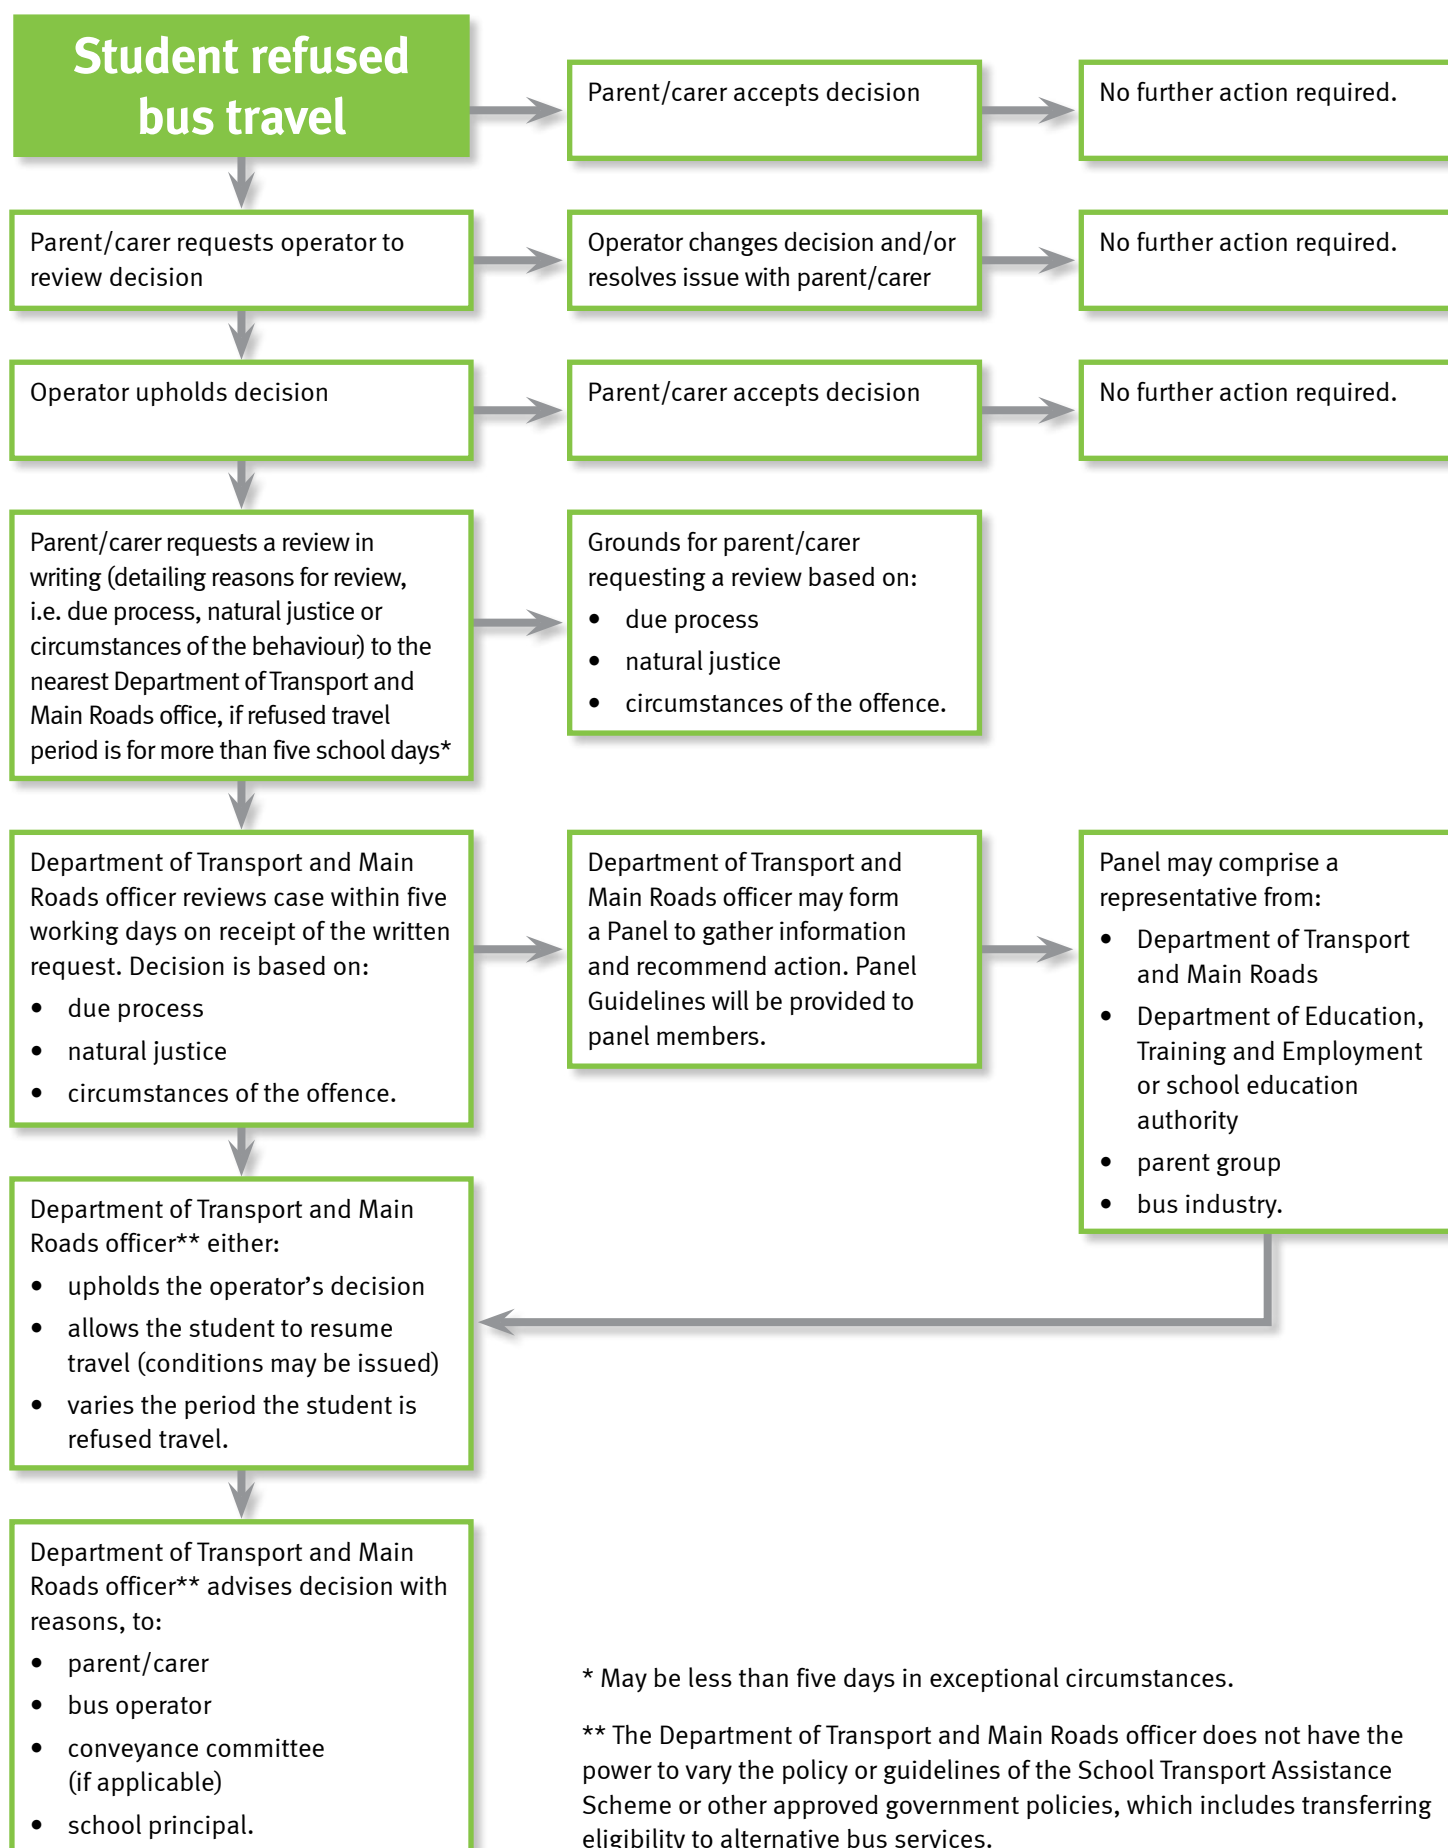 Student refused
bus travel
Parent/carer accepts decision
No further action required.
Parent/carer requests operator to
review decision
Operator changes decision and/or
resolves issue with parent/carer
No further action required.
Operator upholds decision
Parent/carer accepts decision
No further action required.
Parent/carer requests a review in
writing (detailing reasons for review,
i.e. due process, natural justice or
circumstances of the behaviour) to the
nearest Department of Transport and
Main Roads office, if refused travel
period is for more than five school days*
Grounds for parent/carer
requesting a review based on:
• due process
• natural justice
• circumstances of the offence.
Department of Transport and Main
Roads officer reviews case within five
working days on receipt of the written
request. Decision is based on:
• due process
• natural justice
• circumstances of the offence.
Department of Transport and
Main Roads officer may form
a Panel to gather information
and recommend action. Panel
Guidelines will be provided to
panel members.
Panel may comprise a
representative from:
• Department of Transport
and Main Roads
• Department of Education,
Training and Employment
or school education
authority
• parent group
• bus industry.
Department of Transport and Main
Roads officer** either:
• upholds the operator’s decision
• allows the student to resume
travel (conditions may be issued)
• varies the period the student is
refused travel.
Department of Transport and Main
Roads officer** advises decision with
reasons, to:
• parent/carer
• bus operator
• conveyance committee
(if applicable)
• school principal.
* May be less than five days in exceptional circumstances.
** The Department of Transport and Main Roads officer does not have the
power to vary the policy or guidelines of the School Transport Assistance
Scheme or other approved government policies, which includes transferring
eligibility to alternative bus services.